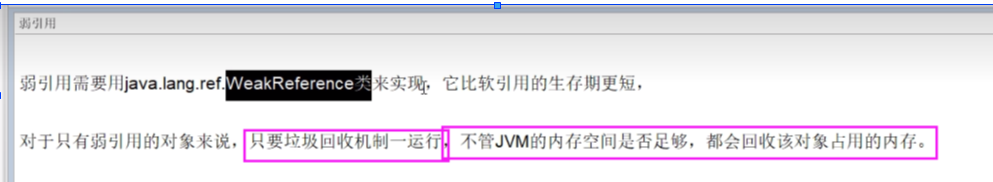 弱引用
弱引用需要用java.lang.ref.WeakReference类来实现，它比软引用的生存期更短，
对于只有弱引用的对象来说，只要垃圾回收机制一运行，不管JVM的内存空间是否足够，都会回收该对象占用的内存。